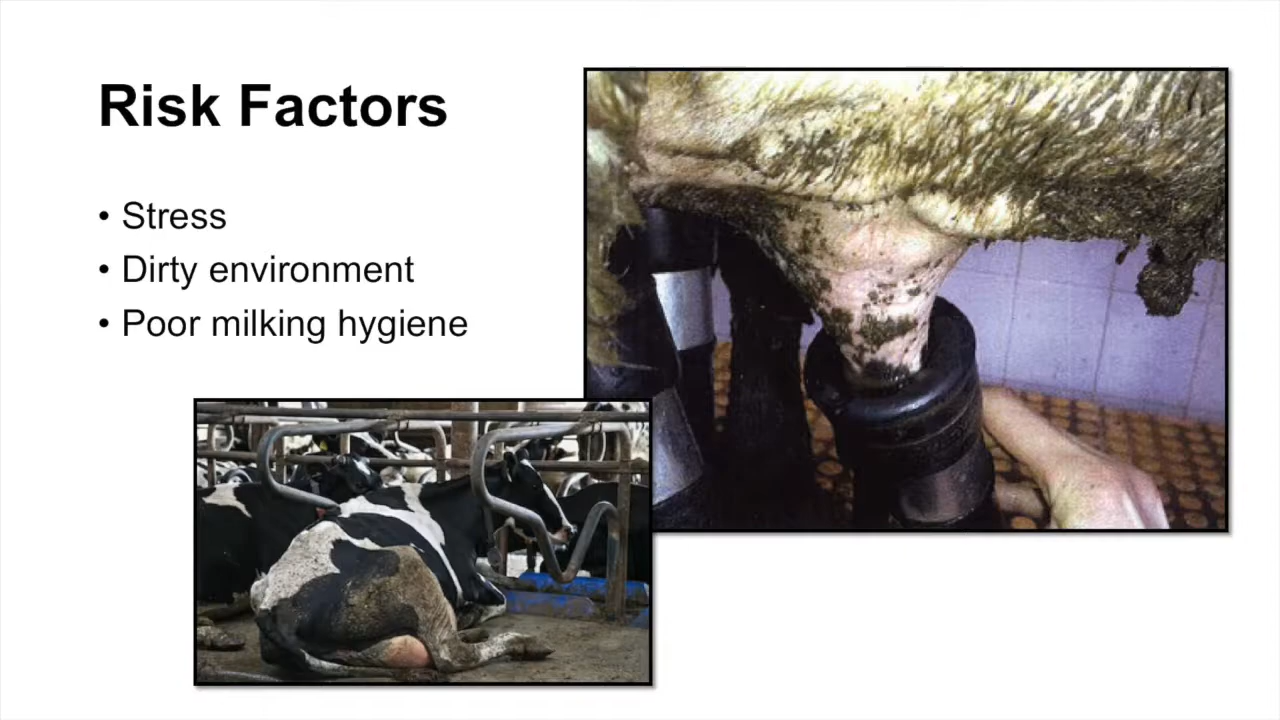 Risk Factors
• Stress
• Dirty environment
• Poor milking hygiene